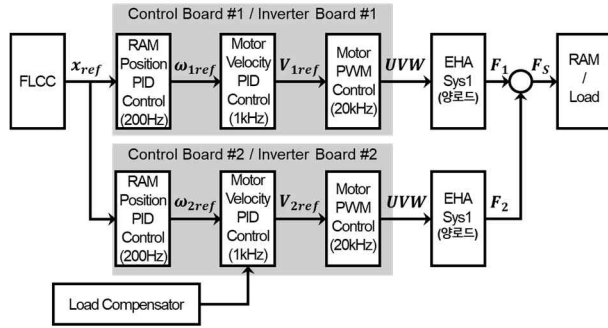 Control Board #1 / Inverter Board #1
FLCC
x_ref
RAM
Position
PID
Control
(200Hz)
ω_1ref
Motor
Velocity
PID
Control
(1kHz)
V_1ref
Motor
PWM
Control
(20kHz)
UVW
EHA
Sys1
(양로드)
F_1
F_S
RAM
/
Load
Control Board #2 / Inverter Board #2
RAM
Position
PID
Control
(200Hz)
ω_2ref
Motor
Velocity
PID
Control
(1kHz)
V_2ref
Motor
PWM
Control
(20kHz)
UVW
EHA
Sys1
(양로드)
F_2
Load Compensator